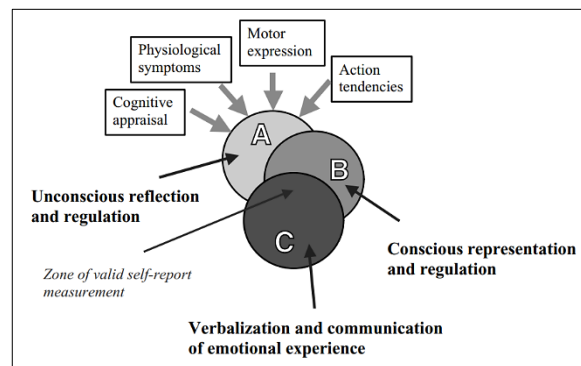 Motor
expression
Physiological
symptoms
Action
tendencies
Cognitive
appraisal
A
B
Unconscious reflection
and regulation
C
Conscious representation
and regulation
Zone of valid self-report
measurement
Verbalization and communication
of emotional experience